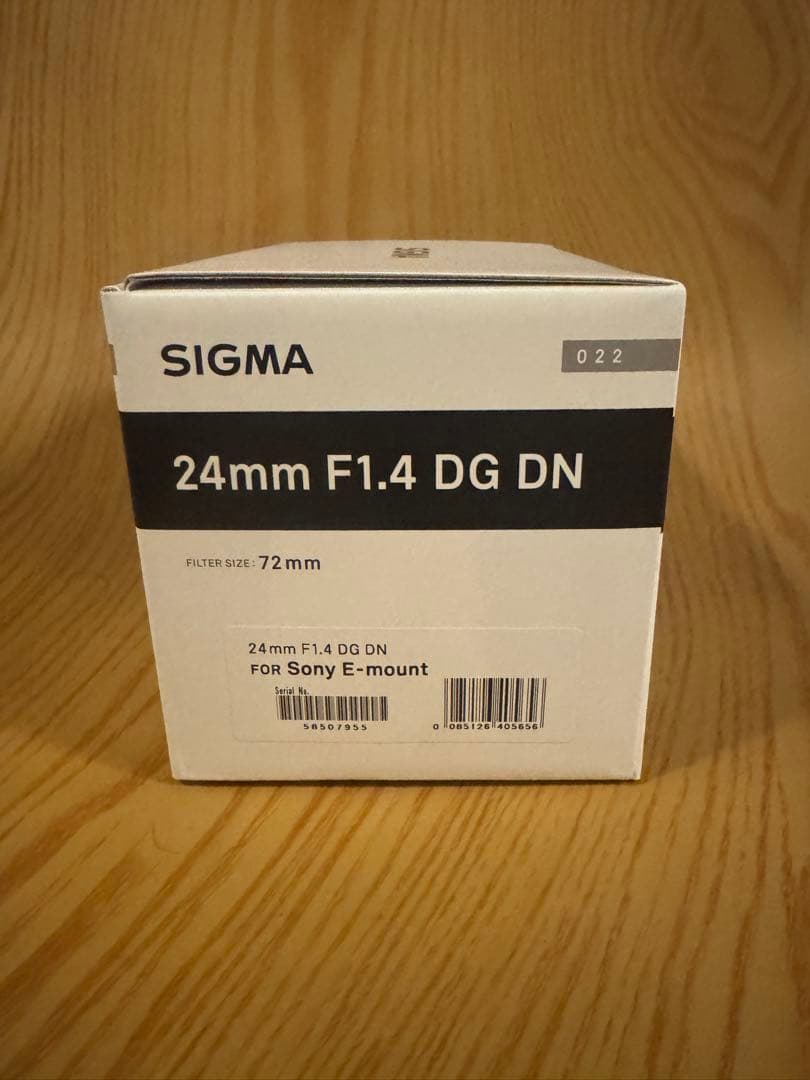 SIGMA
022
24mm F1.4 DG DN
FILTER SIZE: 72mm
24mm F1.4 DG DN
FOR Sony E-mount
Serial No.
58507955
0 085126 405656